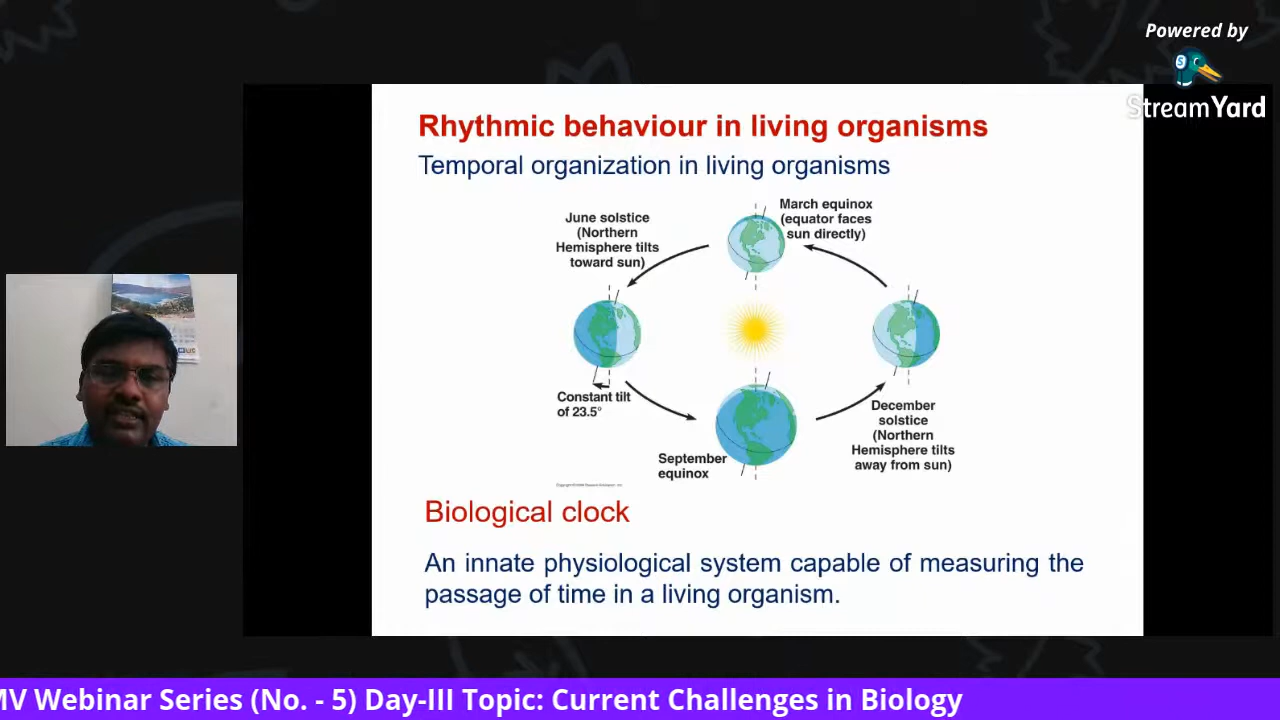 Powered by
StreamYard
Rhythmic behaviour in living organisms
Temporal organization in living organisms
March equinox
(equator faces
sun directly)
June solstice
(Northern
Hemisphere tilts
toward sun)
Constant tilt
of 23.5°
December
solstice
(Northern
Hemisphere tilts
away from sun)
September
equinox
Biological clock
An innate physiological system capable of measuring the
passage of time in a living organism.
MV Webinar Series (No. - 5) Day-III Topic: Current Challenges in Biology